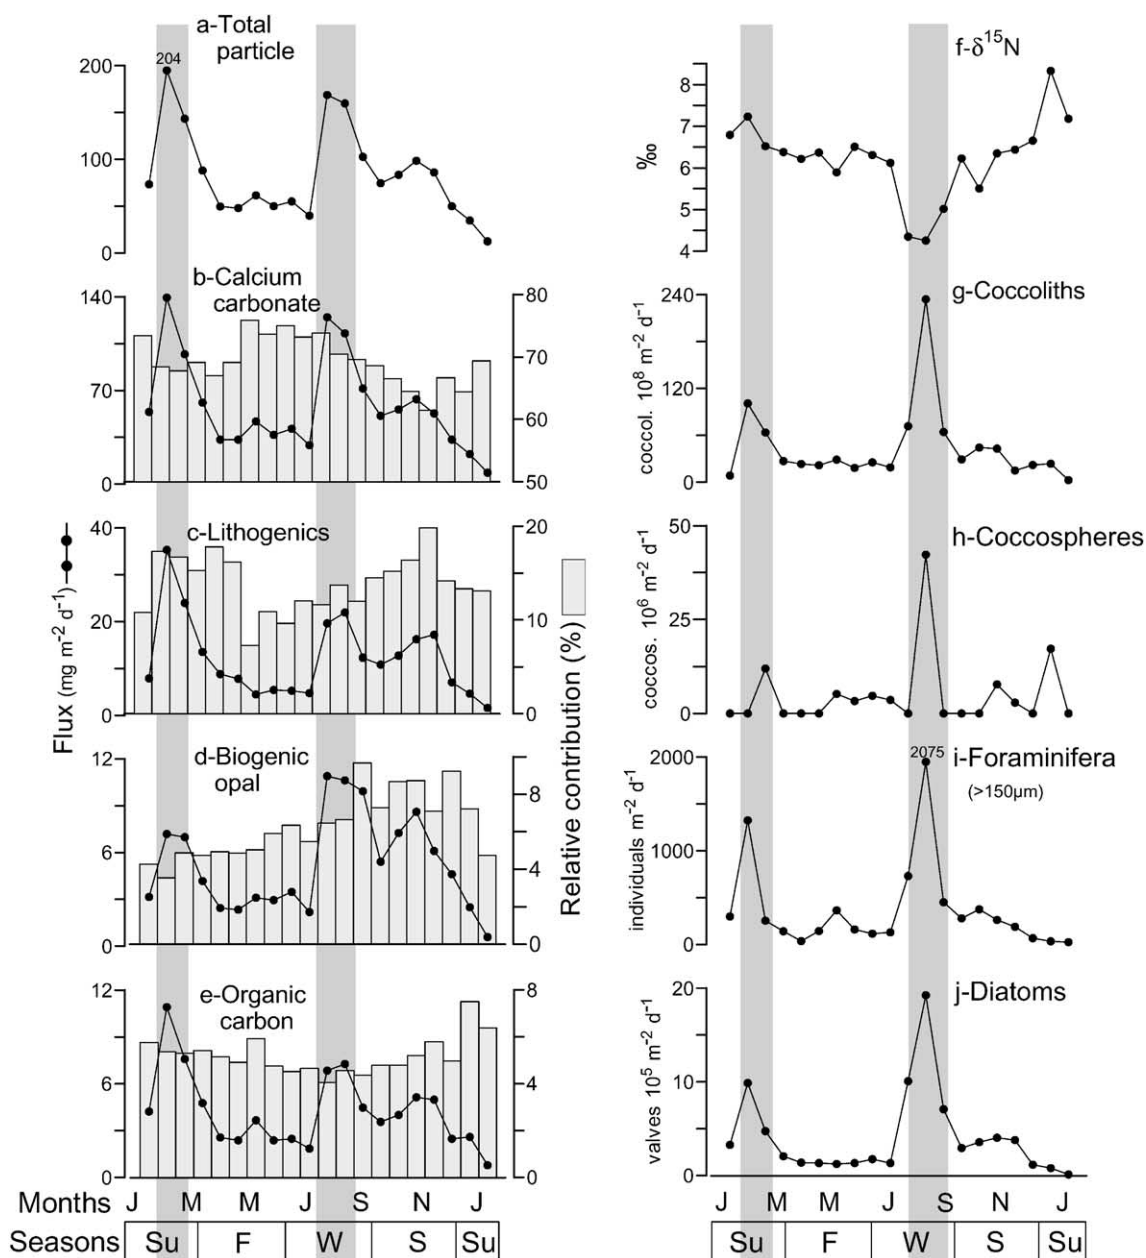 a-Total
particle
204
200
100
0
b-Calcium
carbonate
140
70
0
80
70
60
50
c-Lithogenics
40
20
0
20
10
0
d-Biogenic
opal
12
6
0
8
4
0
e-Organic
carbon
12
6
0
8
4
0
Flux (mg m⁻² d⁻¹)
Relative contribution (%)
Months J M M J S N J
Seasons Su F W S Su
f-δ¹⁵N
‰
8
7
6
5
4
g-Coccoliths
coccol. 10⁸ m⁻² d⁻¹
240
120
0
h-Coccospheres
coccos. 10⁶ m⁻² d⁻¹
50
25
0
2075
i-Foraminifera
(>150µm)
individuals m⁻² d⁻¹
2000
1000
0
j-Diatoms
valves 10⁵ m⁻² d⁻¹
20
10
0
J M M J S N J
Su F W S Su